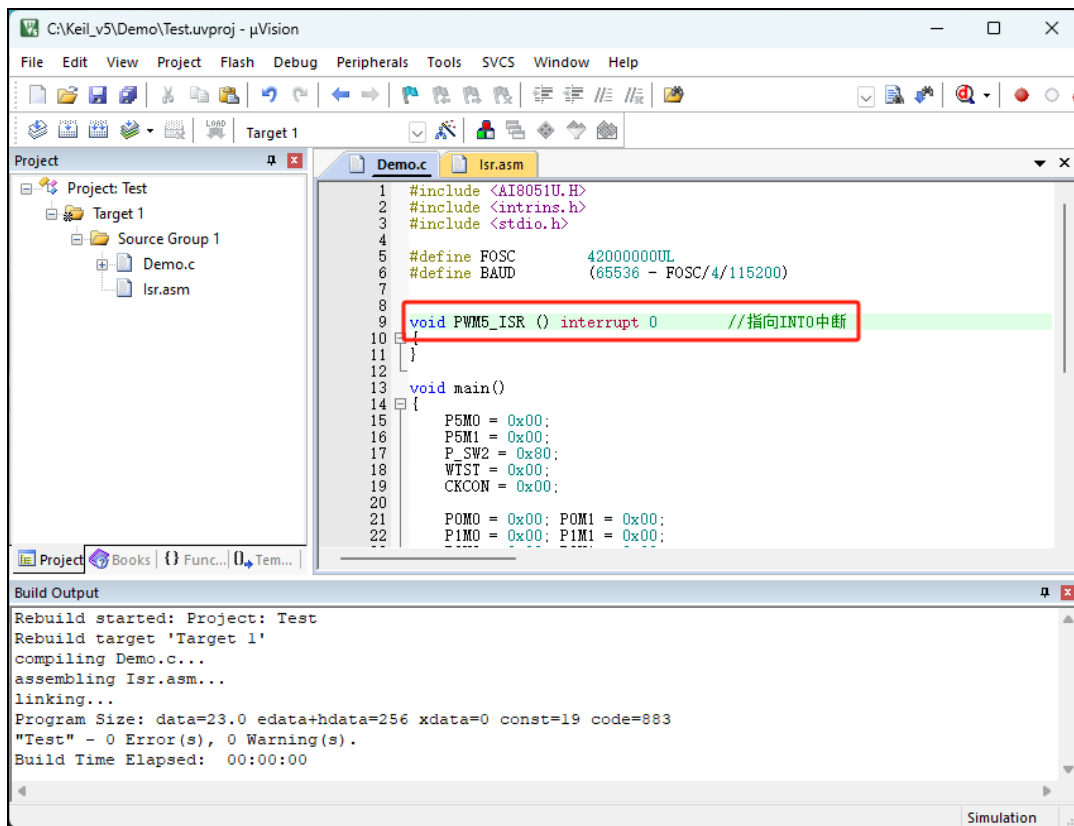 C:\Keil_v5\Demo\Test.uvproj - µVision
File Edit View Project Flash Debug Peripherals Tools SVCS Window Help
LOAD
Target 1
Project
Demo.c Isr.asm
Project: Test
Target 1
Source Group 1
Demo.c
Isr.asm
1 #include <AI8051U.H>
2 #include <intrins.h>
3 #include <stdio.h>
4
5 #define FOSC 42000000UL
6 #define BAUD (65536 - FOSC/4/115200)
7
8
9 void PWM5_ISR () interrupt 0 //指向INT0中断
10 {
11 }
12
13 void main()
14 {
15 P5M0 = 0x00;
16 P5M1 = 0x00;
17 P_SW2 = 0x80;
18 WTST = 0x00;
19 CKCON = 0x00;
20
21 P0M0 = 0x00; P0M1 = 0x00;
22 P1M0 = 0x00; P1M1 = 0x00;
Project Books {} Func... 0 Tem...
Build Output
Rebuild started: Project: Test
Rebuild target 'Target 1'
compiling Demo.c...
assembling Isr.asm...
linking...
Program Size: data=23.0 edata+hdata=256 xdata=0 const=19 code=883
"Test" - 0 Error(s), 0 Warning(s).
Build Time Elapsed: 00:00:00
Simulation